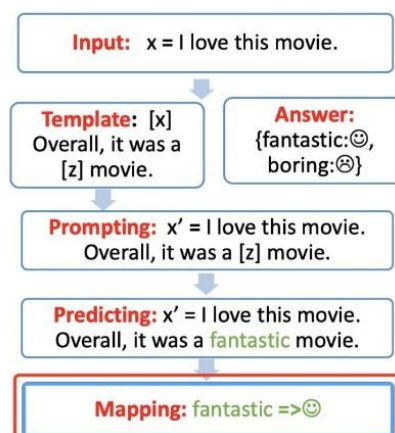 Input: x = I love this movie.
Template: [x]
Overall, it was a
[z] movie.
Answer:
{fantastic:☺,
boring:☹}
Prompting: x’ = I love this movie.
Overall, it was a [z] movie.
Predicting: x’ = I love this movie.
Overall, it was a fantastic movie.
Mapping: fantastic =>☺